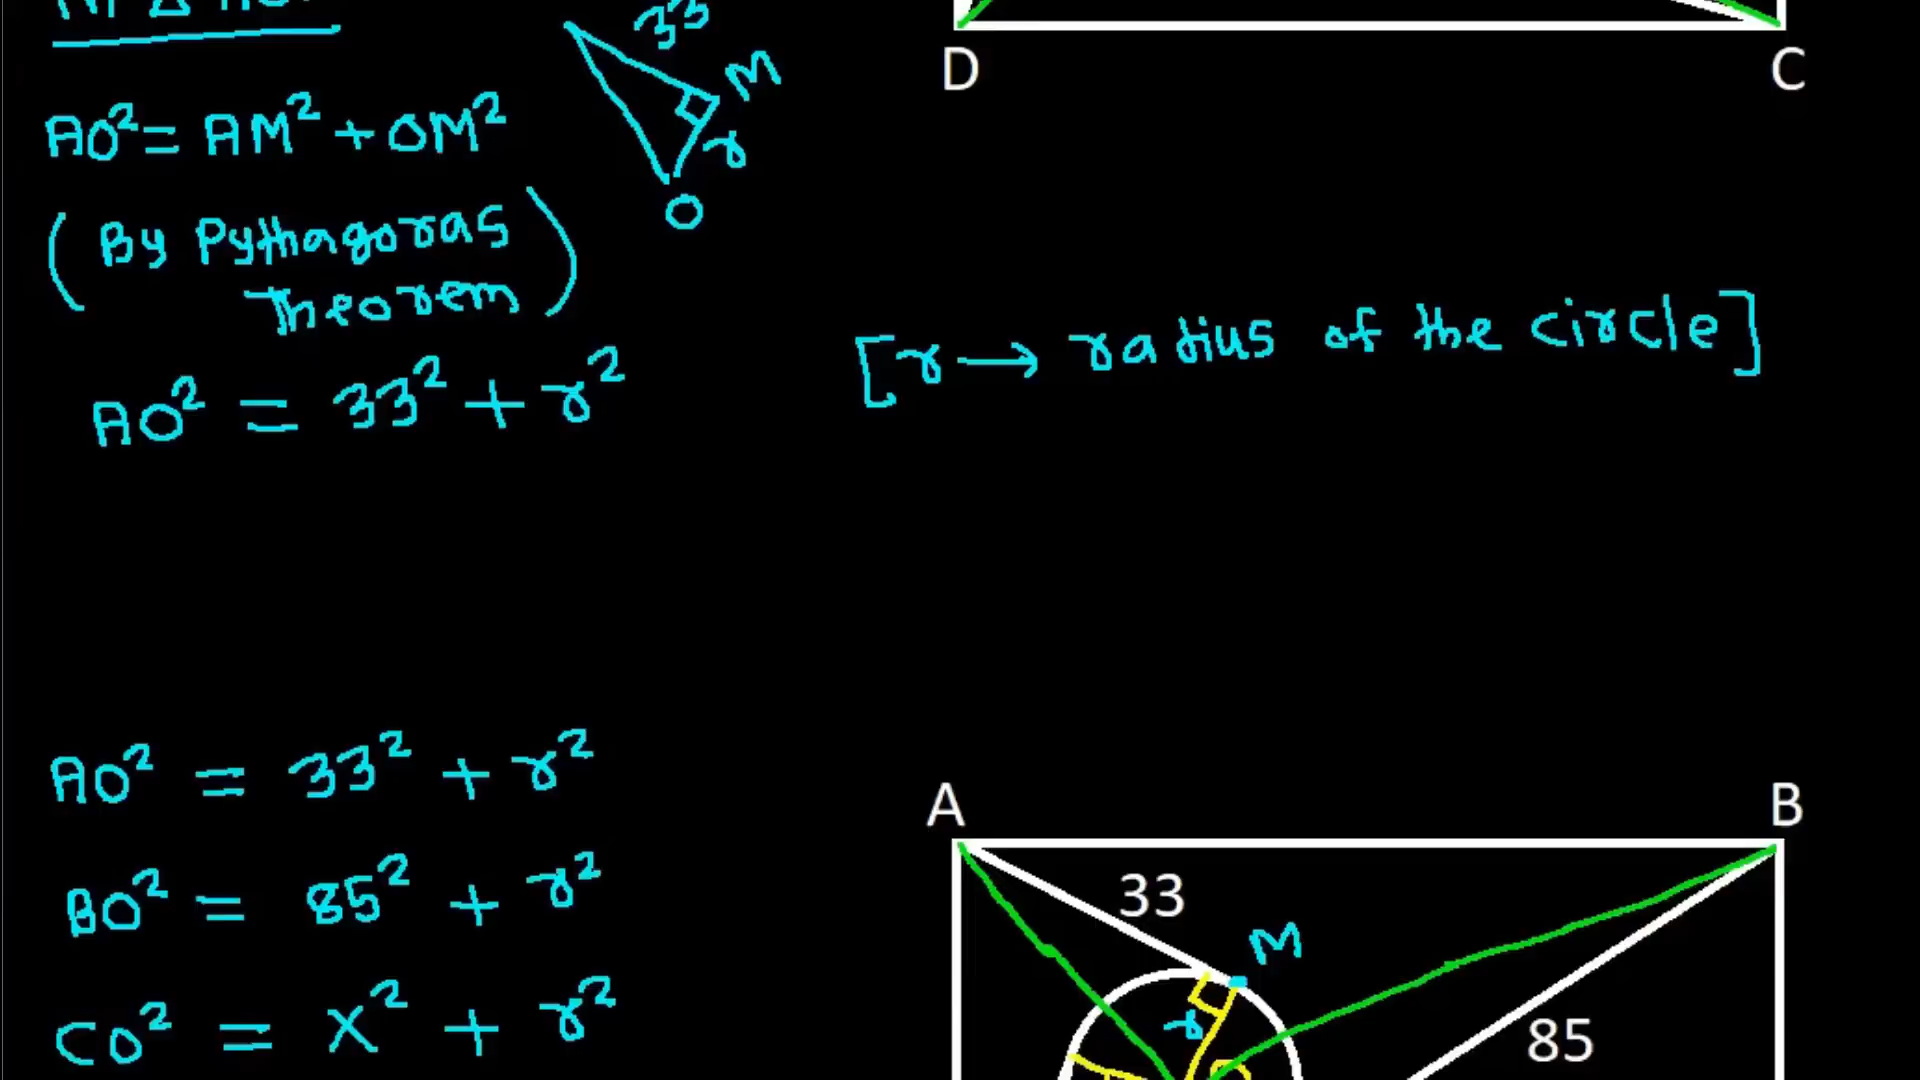 33
M
r
O
D
C
AO² = AM² + OM²
(By Pythagoras
Theorem)
[r → radius of the circle]
AO² = 33² + r²
AO² = 33² + r²
BO² = 85² + r²
CO² = x² + r²
A
B
33
M
r
85